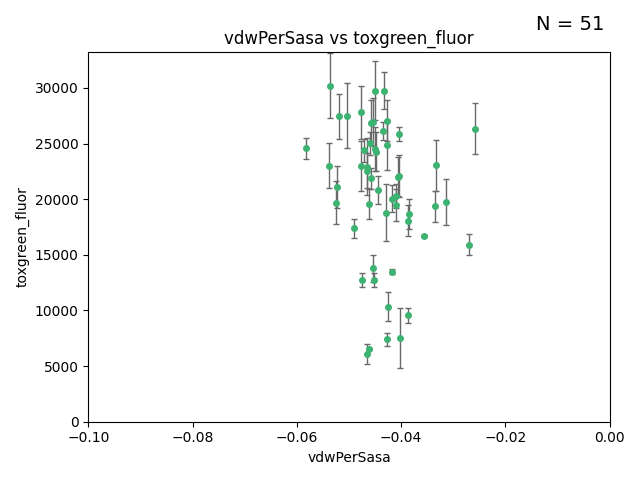 N = 51
vdwPerSasa vs toxgreen_fluor
30000
25000
20000
15000
10000
5000
0
toxgreen_fluor
−0.10 −0.08 −0.06 −0.04 −0.02 0.00
vdwPerSasa